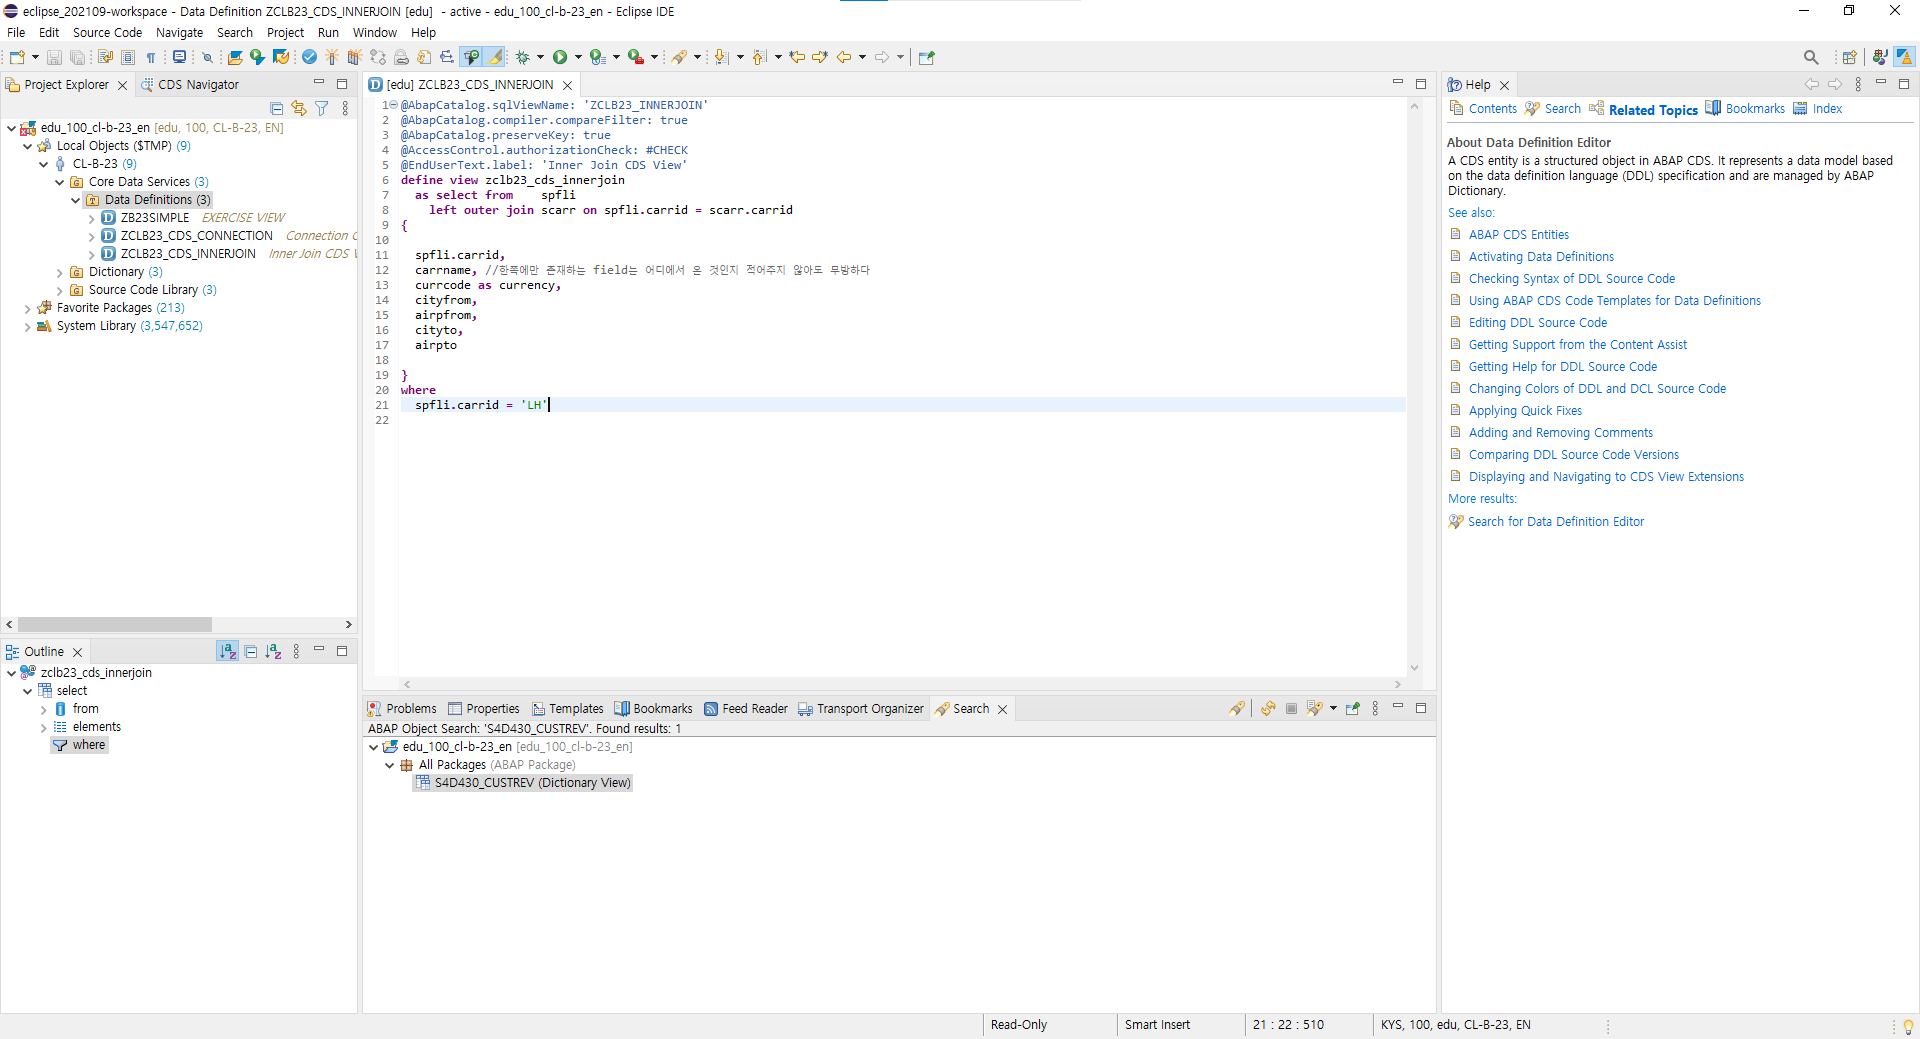 eclipse_202109-workspace - Data Definition ZCLB23_CDS_INNERJOIN [edu]  - active - edu_100_cl-b-23_en - Eclipse IDE
File Edit Source Code Navigate Search Project Run Window Help
Project Explorer
CDS Navigator
edu_100_cl-b-23_en [edu, 100, CL-B-23, EN]
Local Objects ($TMP) (9)
CL-B-23 (9)
Core Data Services (3)
Data Definitions (3)
ZB23SIMPLE EXERCISE VIEW
ZCLB23_CDS_CONNECTION Connection C
ZCLB23_CDS_INNERJOIN Inner Join CDS V
Dictionary (3)
Source Code Library (3)
Favorite Packages (213)
System Library (3,547,652)
[edu] ZCLB23_CDS_INNERJOIN
1 @AbapCatalog.sqlViewName: 'ZCLB23_INNERJOIN'
2 @AbapCatalog.compiler.compareFilter: true
3 @AbapCatalog.preserveKey: true
4 @AccessControl.authorizationCheck: #CHECK
5 @EndUserText.label: 'Inner Join CDS View'
6 define view zclb23_cds_innerjoin
7 as select from    spfli
8 left outer join scarr on spfli.carrid = scarr.carrid
9 {
10
11 spfli.carrid,
12 carrname, //한쪽에만 존재하는 field는 어디에서 온 것인지 적어주지 않아도 무방하다
13 currcode as currency,
14 cityfrom,
15 airpfrom,
16 cityto,
17 airpto
18
19 }
20 where
21 spfli.carrid = 'LH'
22
Help
Contents Search Related Topics Bookmarks Index
About Data Definition Editor
A CDS entity is a structured object in ABAP CDS. It represents a data model based
on the data definition language (DDL) specification and are managed by ABAP
Dictionary.
See also:
ABAP CDS Entities
Activating Data Definitions
Checking Syntax of DDL Source Code
Using ABAP CDS Code Templates for Data Definitions
Editing DDL Source Code
Getting Support from the Content Assist
Getting Help for DDL Source Code
Changing Colors of DDL and DCL Source Code
Applying Quick Fixes
Adding and Removing Comments
Comparing DDL Source Code Versions
Displaying and Navigating to CDS View Extensions
More results:
Search for Data Definition Editor
Outline
zclb23_cds_innerjoin
select
from
elements
where
Problems Properties Templates Bookmarks Feed Reader Transport Organizer Search
ABAP Object Search: 'S4D430_CUSTREV'. Found results: 1
edu_100_cl-b-23_en [edu_100_cl-b-23_en]
All Packages (ABAP Package)
S4D430_CUSTREV (Dictionary View)
Read-Only
Smart Insert
21 : 22 : 510
KYS, 100, edu, CL-B-23, EN